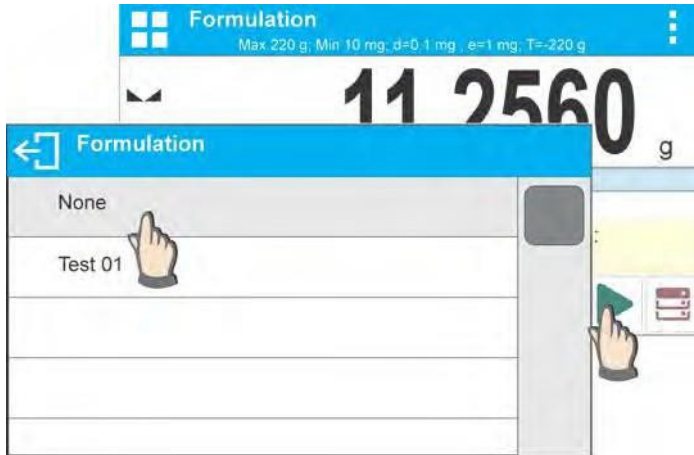 Formulation
Max 220 g; Min 10 mg; d=0.1 mg , e=1 mg; T=-220 g
11.2560
g
Formulation
None
:
Test 01